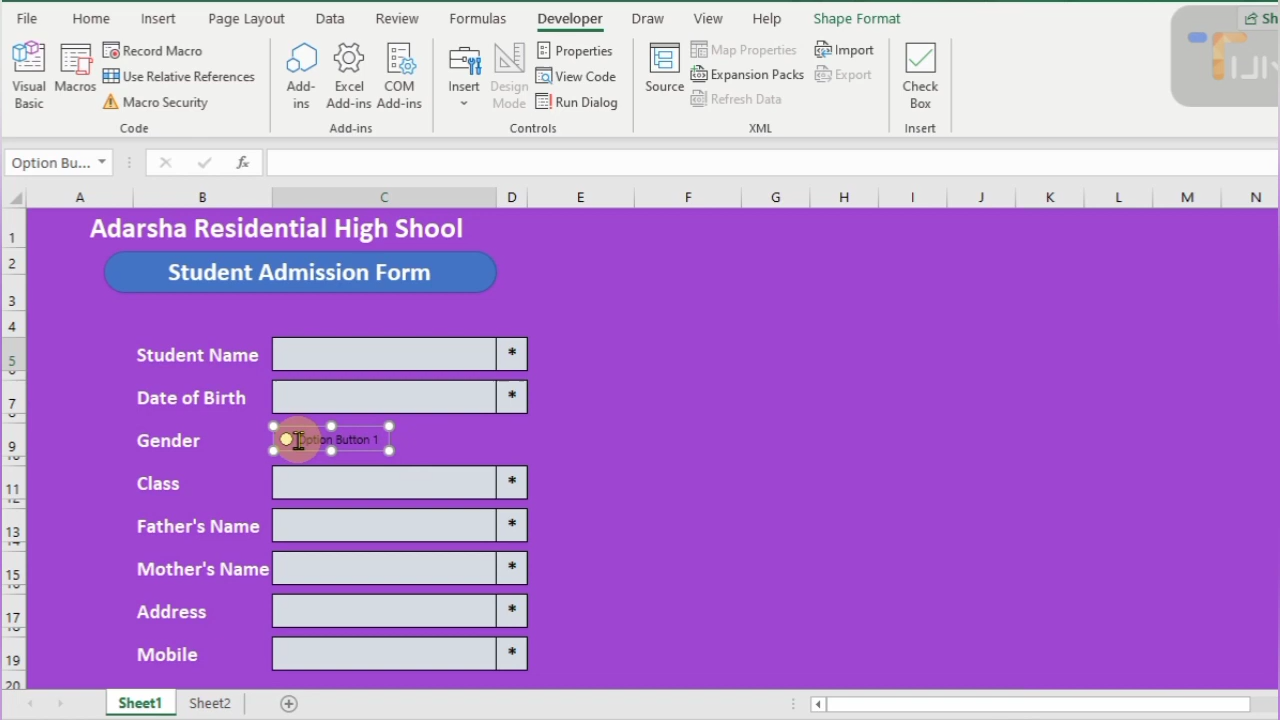 File Home Insert Page Layout Data Review Formulas Developer Draw View Help Shape Format Sh
Visual Basic
Macros
Record Macro
Use Relative References
Macro Security
Code
Add-ins
Excel Add-ins
COM Add-ins
Add-ins
Insert
Design Mode
Properties
View Code
Run Dialog
Controls
Source
Map Properties
Expansion Packs
Refresh Data
Import
Export
XML
Check Box
Insert
Option Bu... fx
A B C D E F G H I J K L M N
1 Adarsha Residential High Shool
2 Student Admission Form
3
4
5 Student Name *
7 Date of Birth *
9 Gender Option Button 1
11 Class *
13 Father's Name *
15 Mother's Name *
17 Address *
19 Mobile *
20
Sheet1 Sheet2